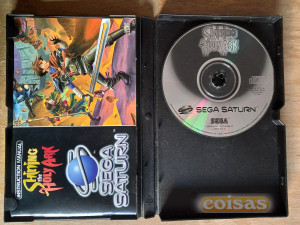 INSTRUCTION MANUAL
Shining
the HOLY ARK
SEGA
SATURN
SHINING
THE
HOLY ARK
SEGA SATURN
SEGA
coisas